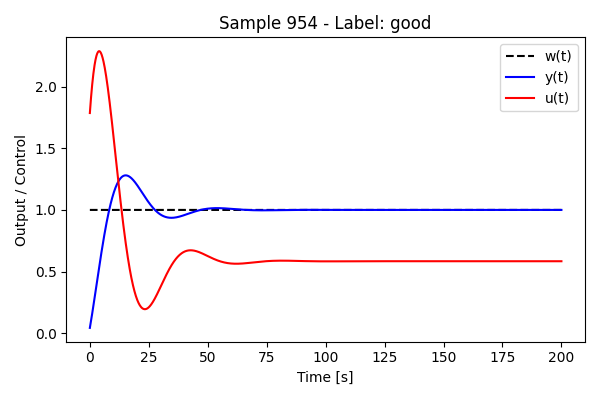 Sample 954 - Label: good
w(t)
y(t)
u(t)
Output / Control
2.0
1.5
1.0
0.5
0.0
0 25 50 75 100 125 150 175 200
Time [s]